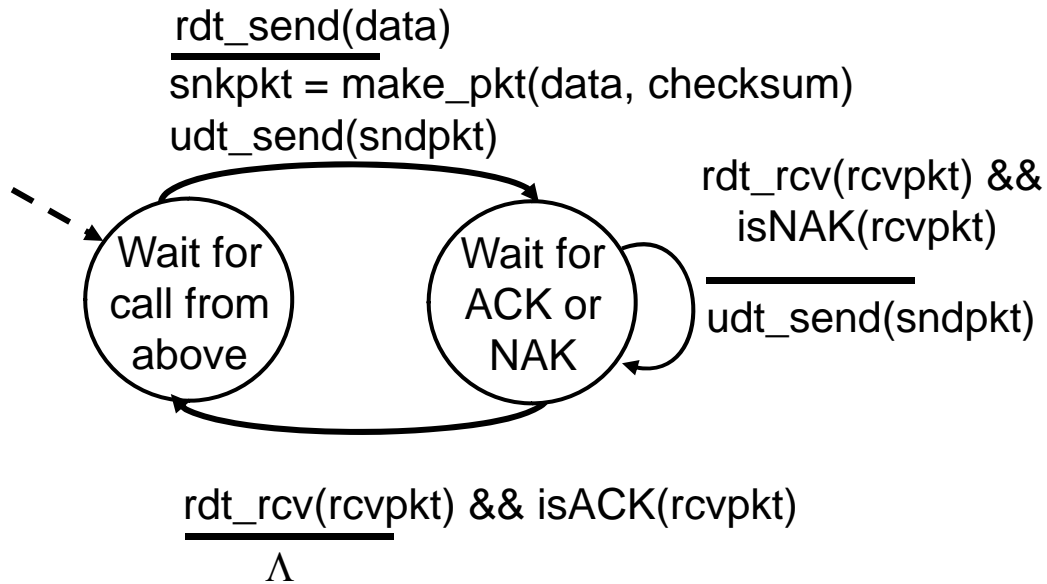 rdt_send(data)
snkpkt = make_pkt(data, checksum)
udt_send(sndpkt)
rdt_rcv(rcvpkt) &&
isNAK(rcvpkt)
udt_send(sndpkt)
Wait for
call from
above
Wait for
ACK or
NAK
rdt_rcv(rcvpkt) && isACK(rcvpkt)
Λ